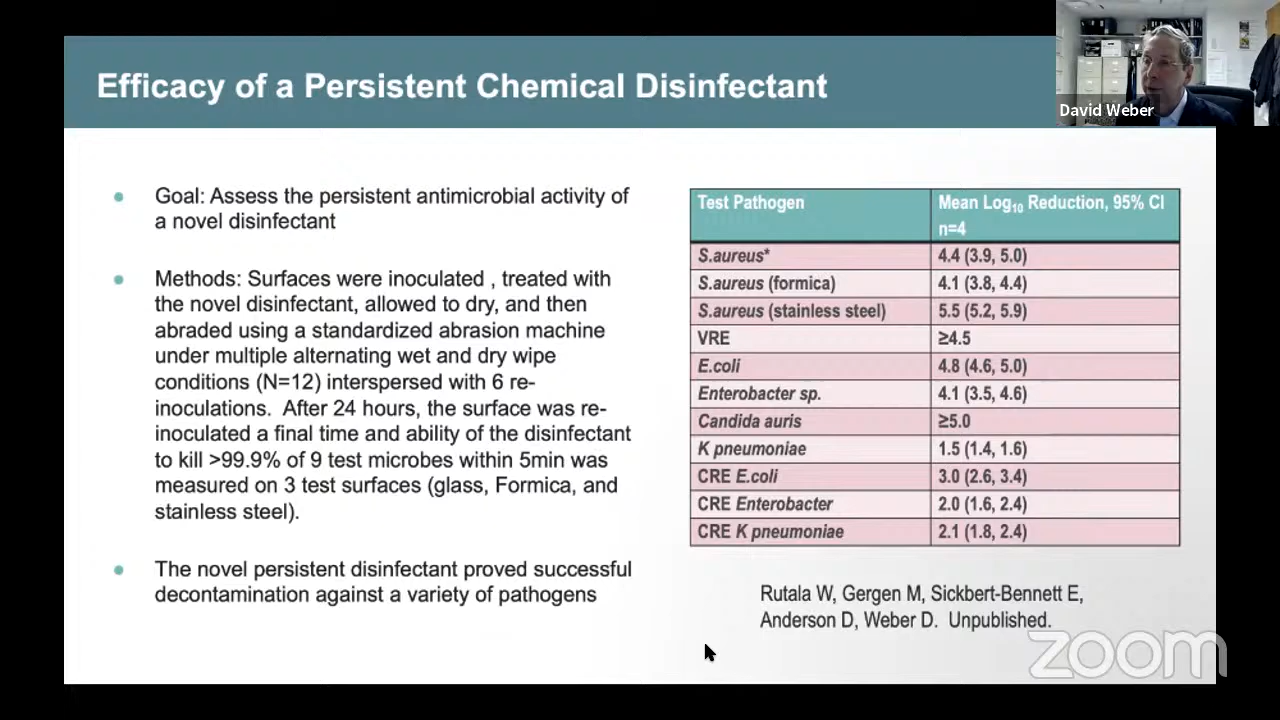 Efficacy of a Persistent Chemical Disinfectant
David Weber
Goal: Assess the persistent antimicrobial activity of
a novel disinfectant
Methods: Surfaces were inoculated , treated with
the novel disinfectant, allowed to dry, and then
abraded using a standardized abrasion machine
under multiple alternating wet and dry wipe
conditions (N=12) interspersed with 6 re-
inoculations. After 24 hours, the surface was re-
inoculated a final time and ability of the disinfectant
to kill >99.9% of 9 test microbes within 5min was
measured on 3 test surfaces (glass, Formica, and
stainless steel).
The novel persistent disinfectant proved successful
decontamination against a variety of pathogens
Test Pathogen Mean Log10 Reduction, 95% CI
n=4
S.aureus* 4.4 (3.9, 5.0)
S.aureus (formica) 4.1 (3.8, 4.4)
S.aureus (stainless steel) 5.5 (5.2, 5.9)
VRE ≥4.5
E.coli 4.8 (4.6, 5.0)
Enterobacter sp. 4.1 (3.5, 4.6)
Candida auris ≥5.0
K pneumoniae 1.5 (1.4, 1.6)
CRE E.coli 3.0 (2.6, 3.4)
CRE Enterobacter 2.0 (1.6, 2.4)
CRE K pneumoniae 2.1 (1.8, 2.4)
Rutala W, Gergen M, Sickbert-Bennett E,
Anderson D, Weber D. Unpublished.
zoom